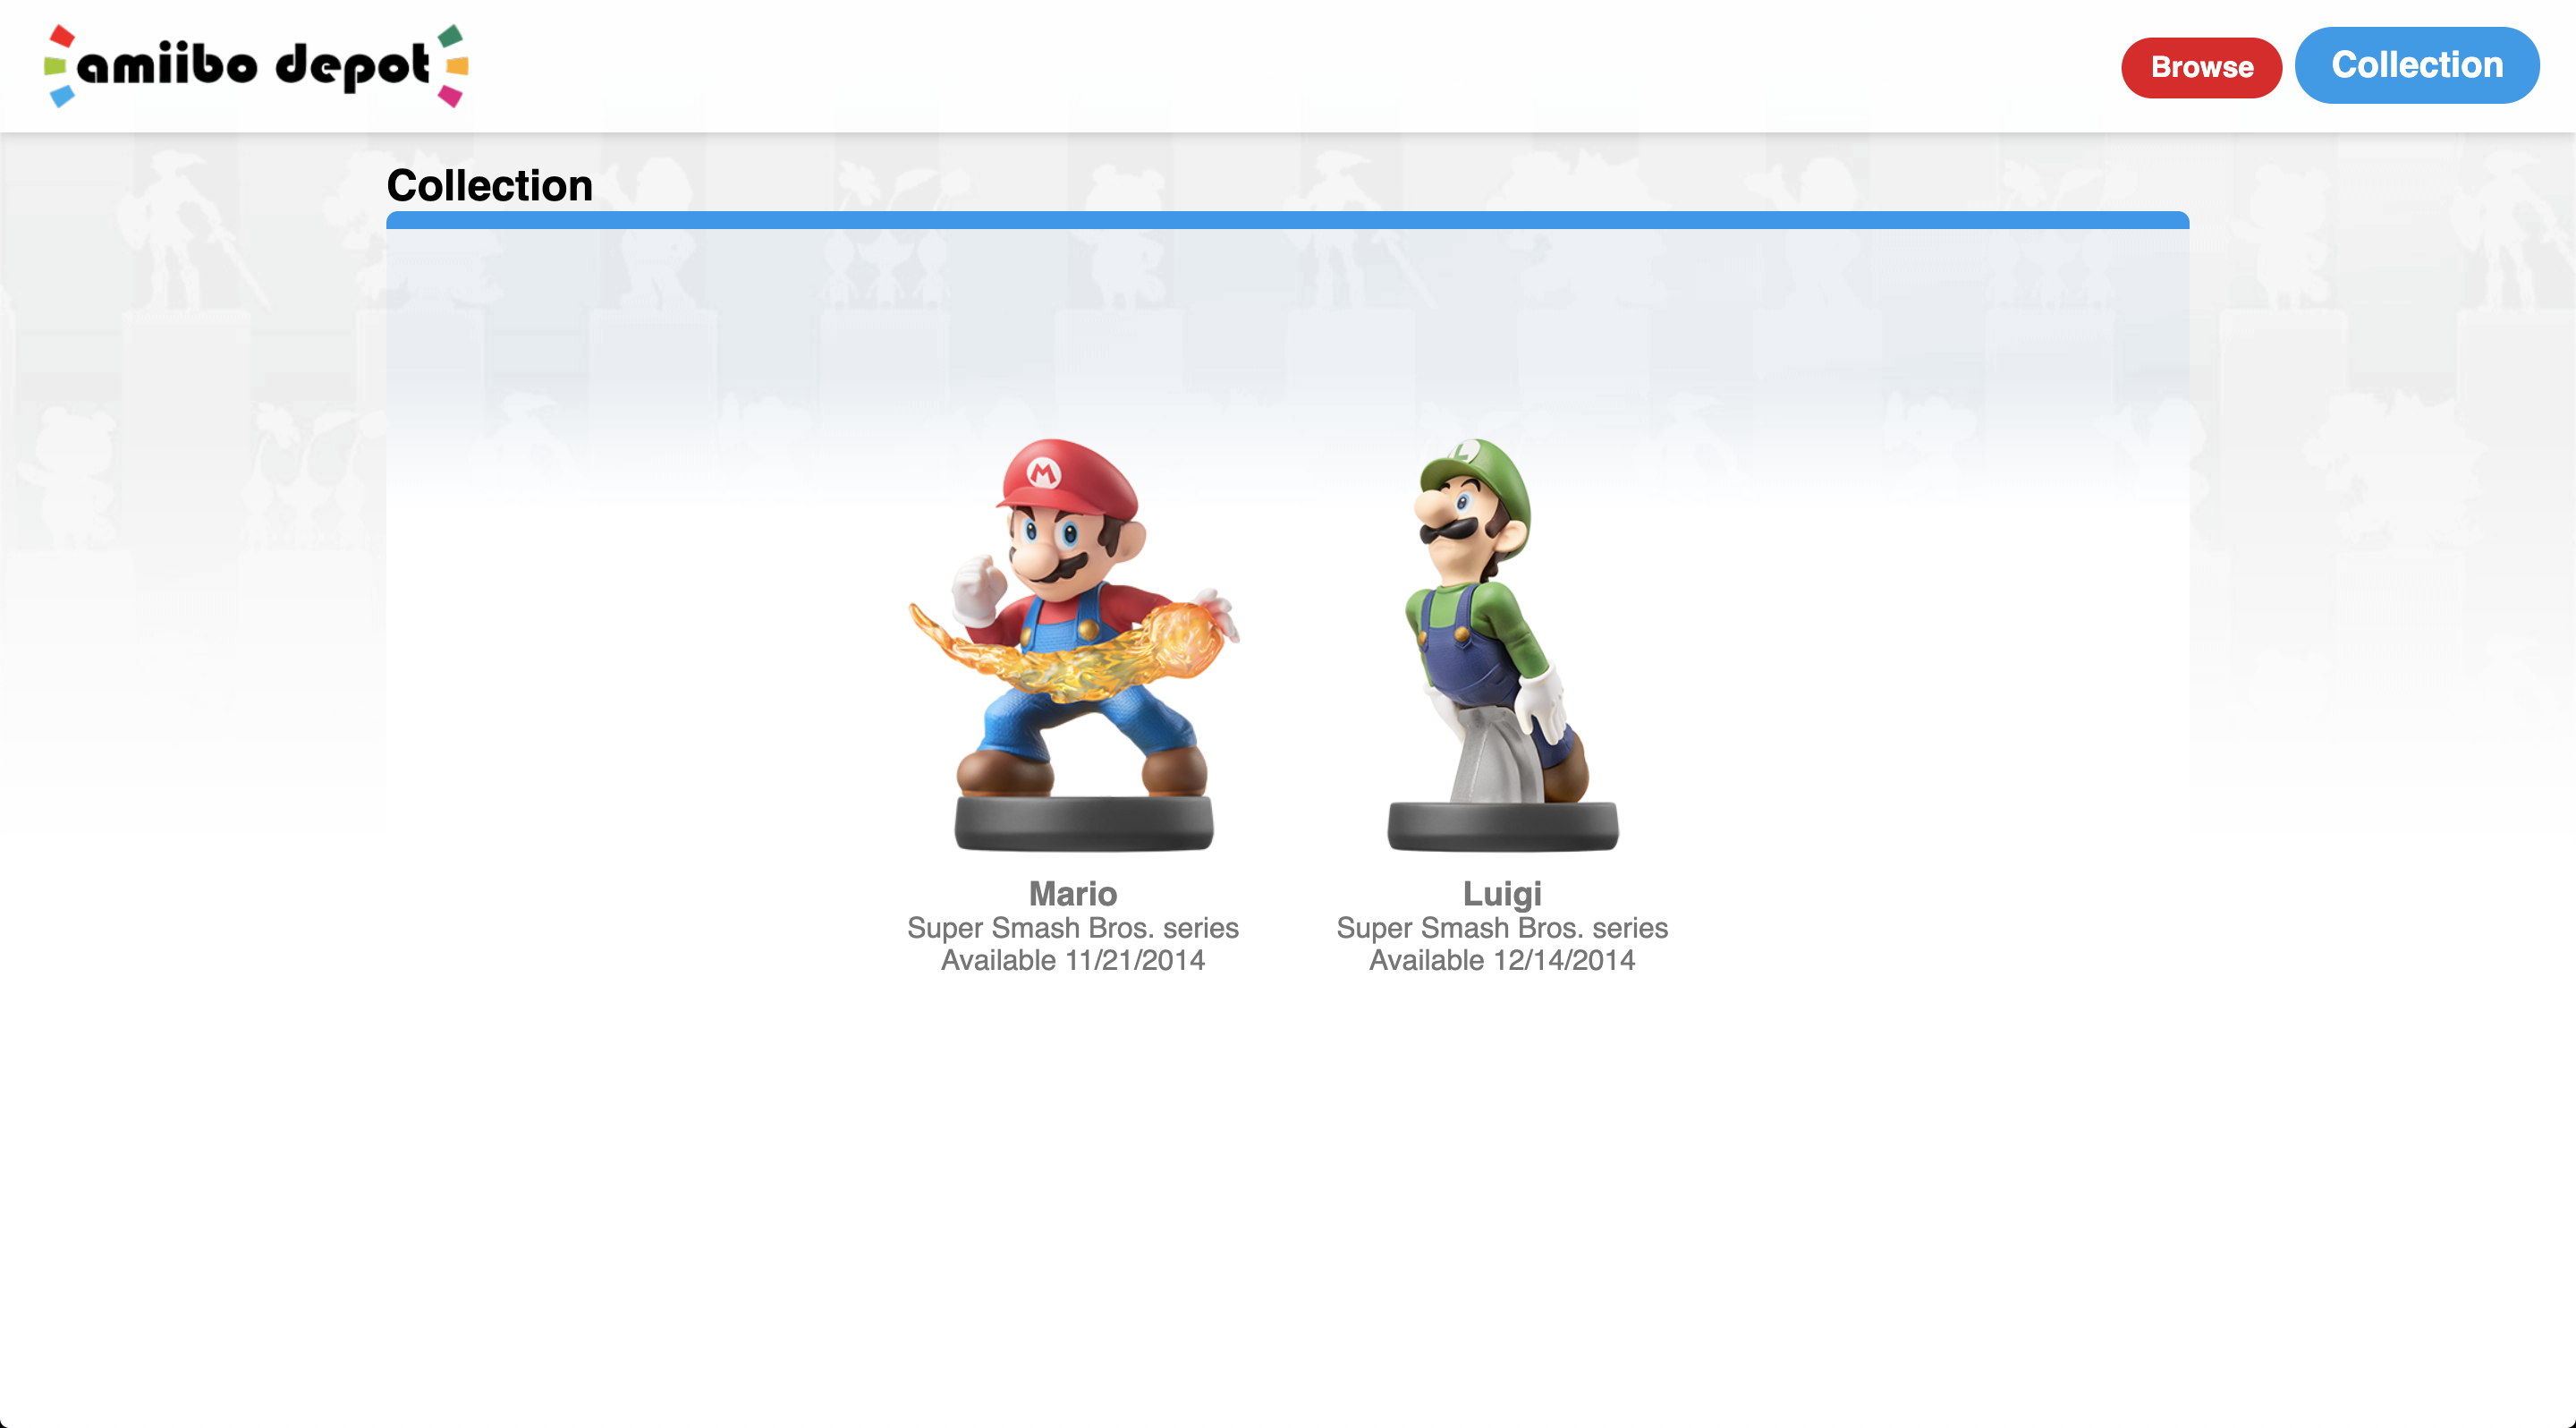 amiibo depot
Browse
Collection
Collection
M
L
Mario
Super Smash Bros. series
Available 11/21/2014
Luigi
Super Smash Bros. series
Available 12/14/2014